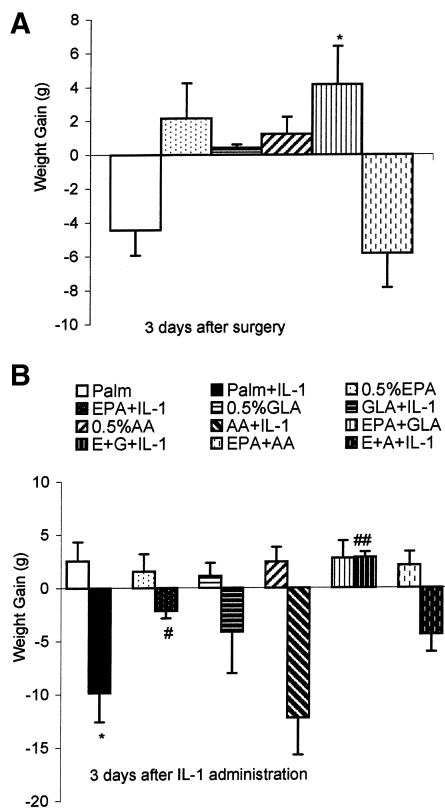 A
8
6
*
4
2
0
-2
-4
-6
-8
-10
Weight Gain (g)
3 days after surgery
B
Palm Palm+IL-1 0.5%EPA
EPA+IL-1 0.5%GLA GLA+IL-1
0.5%AA AA+IL-1 EPA+GLA
E+G+IL-1 EPA+AA E+A+IL-1
10
5
##
0
#
-5
-10
*
-15
-20
Weight Gain (g)
3 days after IL-1 administration